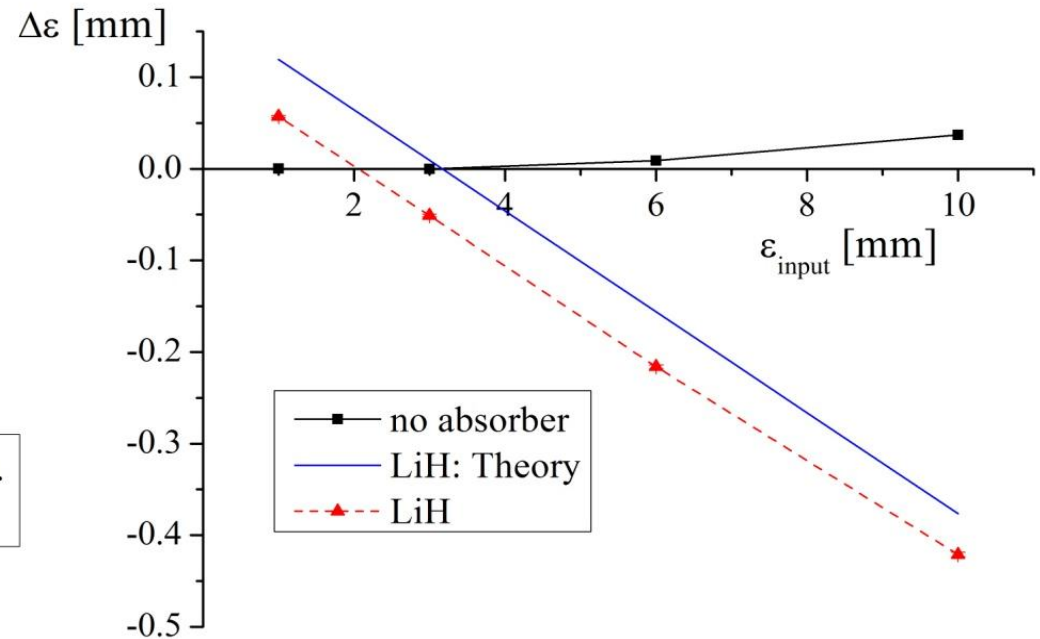 Δε [mm]
0.1
0.0
-0.1
-0.2
-0.3
-0.4
-0.5
2
4
6
8
10
ε_input [mm]
no absorber
LiH: Theory
LiH
.